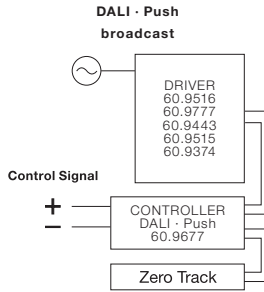 DALI · Push
broadcast
DRIVER
60.9516
60.9777
60.9443
60.9515
60.9374
Control Signal
+
−
CONTROLLER
DALI · Push
60.9677
Zero Track